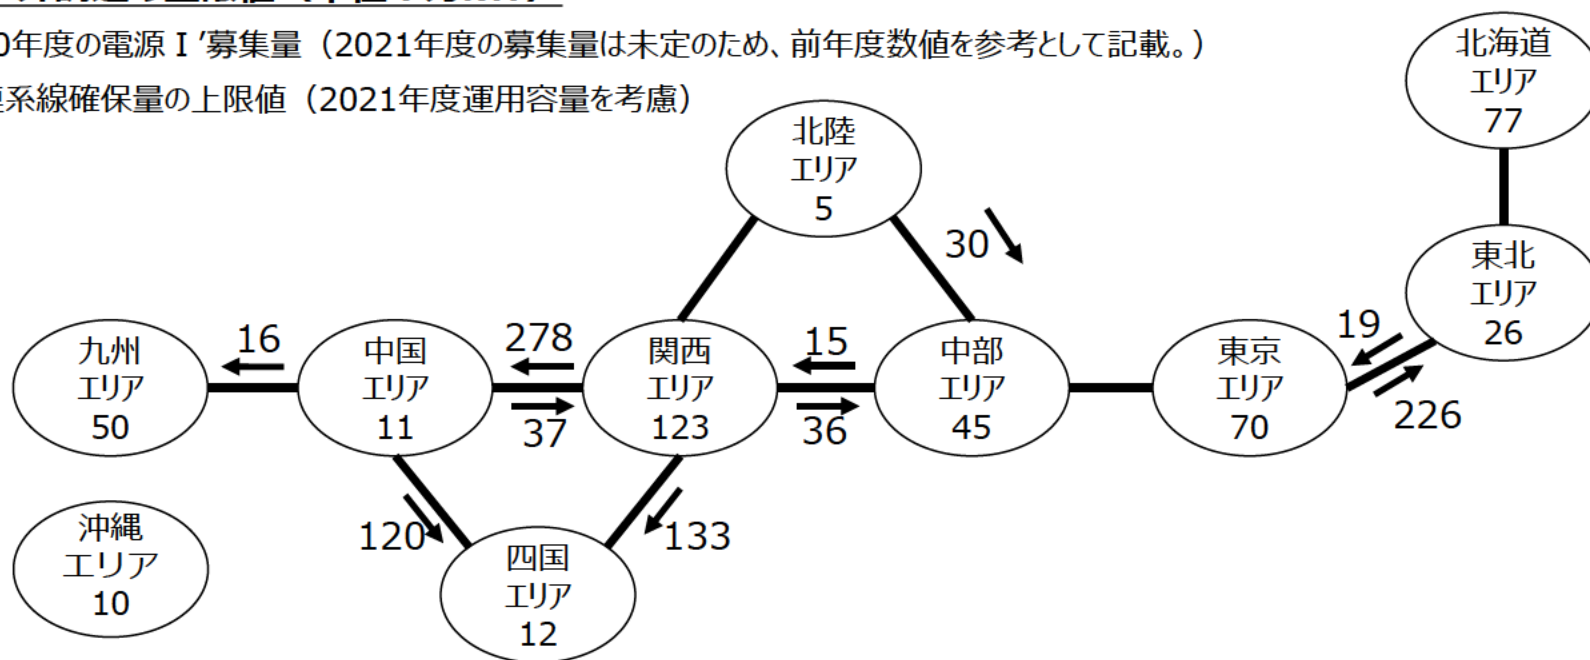 0年度の電源Ⅰ’募集量（2021年度の募集量は未定のため、前年度数値を参考として記載。）
系線確保量の上限値（2021年度運用容量を考慮）
北海道
エリア
77
北陸
エリア
5
30
東北
エリア
26
九州
エリア
50
16
中国
エリア
11
278
37
関西
エリア
123
15
36
中部
エリア
45
東京
エリア
70
19
226
沖縄
エリア
10
120
四国
エリア
12
133